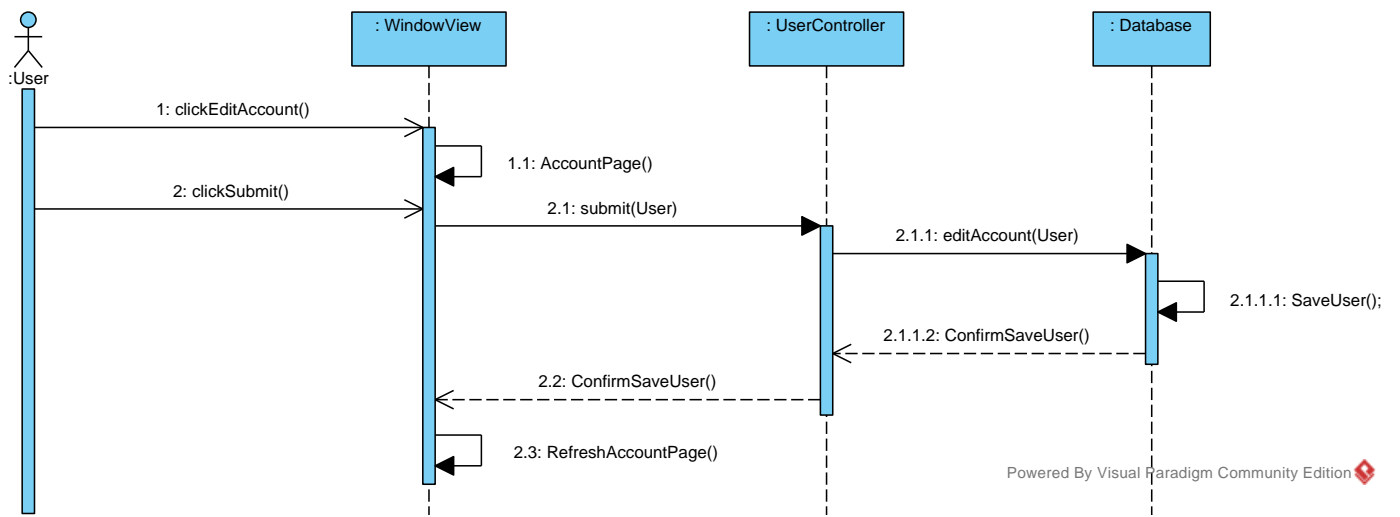 : WindowView
: UserController
: Database
:User
1: clickEditAccount()
1.1: AccountPage()
2: clickSubmit()
2.1: submit(User)
2.1.1: editAccount(User)
2.1.1.1: SaveUser();
2.1.1.2: ConfirmSaveUser()
2.2: ConfirmSaveUser()
2.3: RefreshAccountPage()
Powered By Visual Paradigm Community Edition